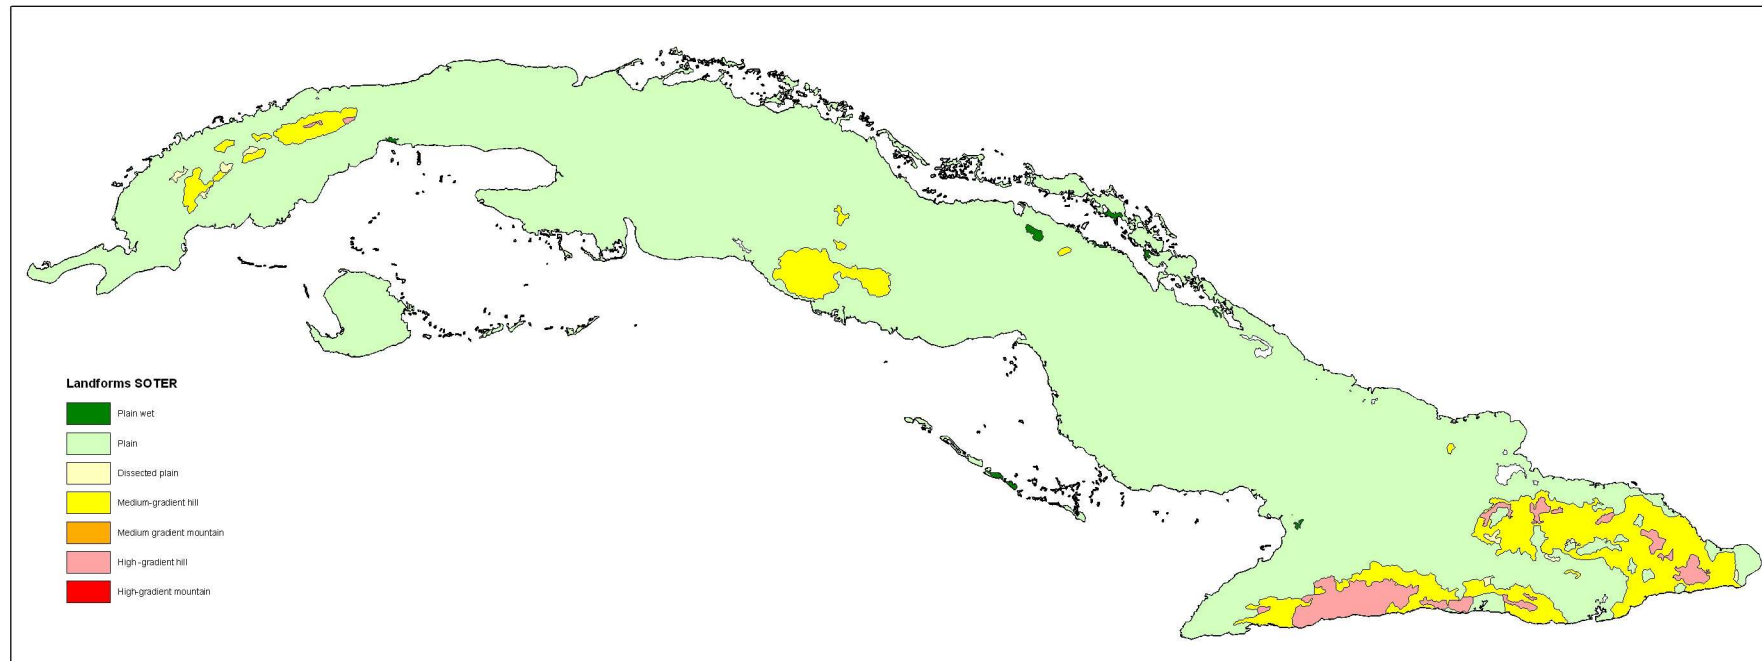 Landforms SOTER
Plain wet
Plain
Dissected plain
Medium-gradient hill
Medium gradient mountain
High -gradient hill
High-gradient mountain